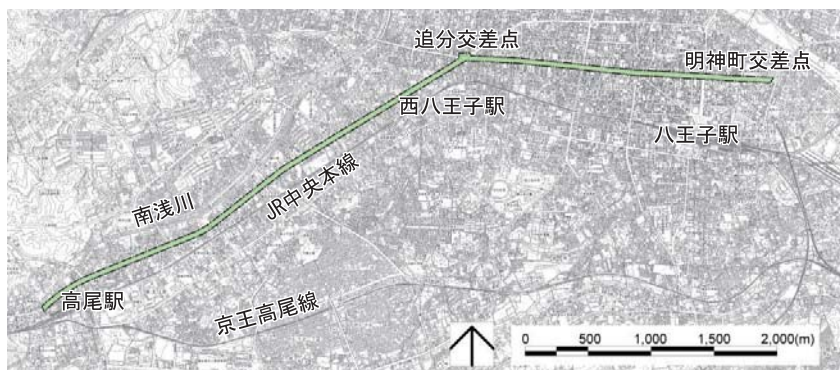 追分交差点
明神町交差点
西八王子駅
八王子駅
JR中央本線
南浅川
高尾駅
京王高尾線
0 500 1,000 1,500 2,000(m)